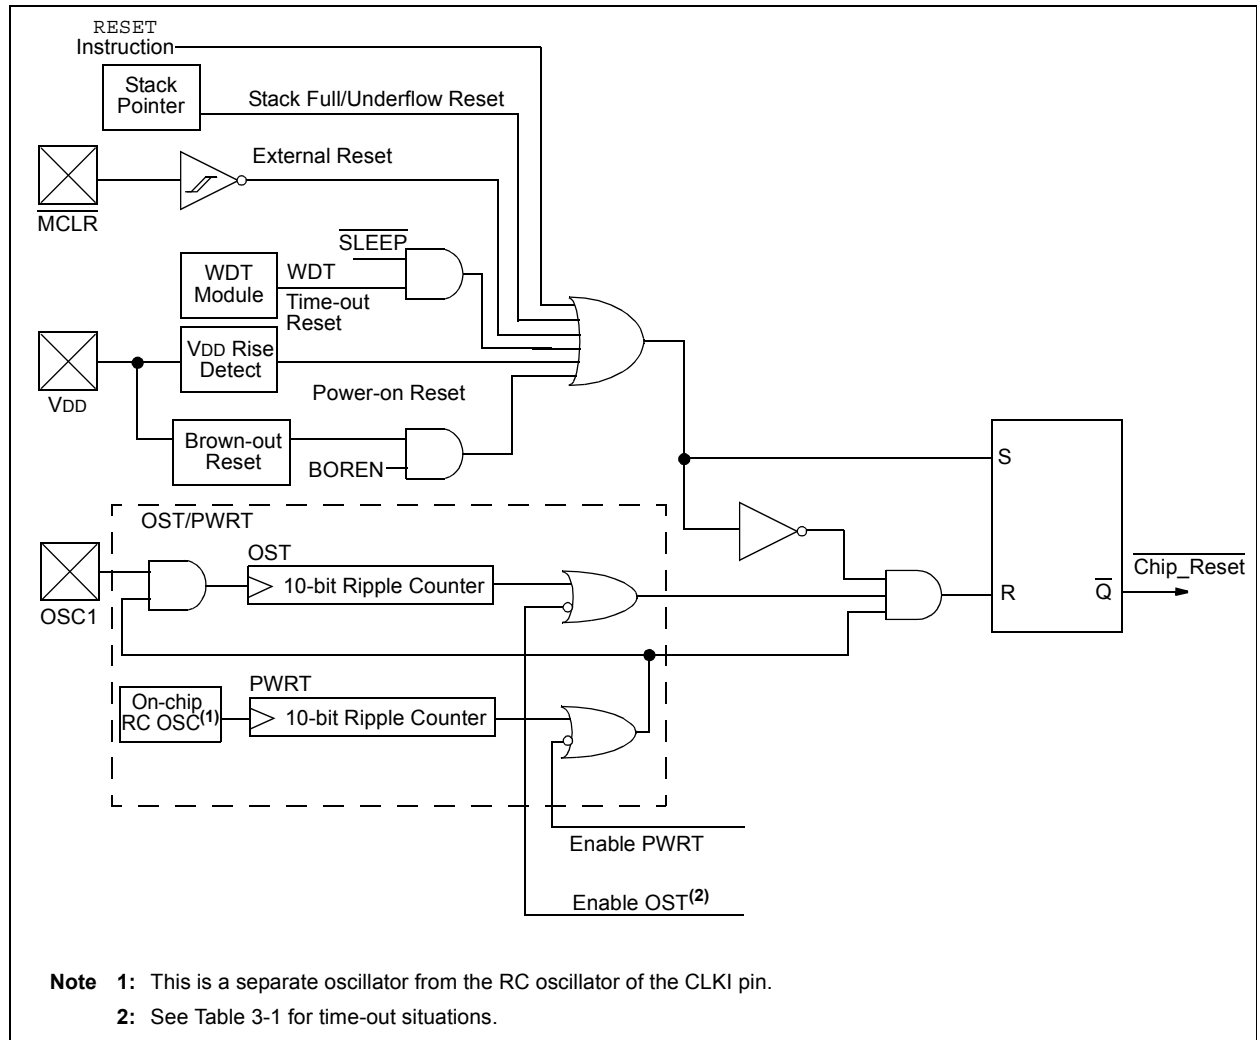 RESET
Instruction
Stack
Pointer
Stack Full/Underflow Reset
External Reset
MCLR
SLEEP
WDT
Module
WDT
Time-out
Reset
VDD Rise
Detect
VDD
Power-on Reset
Brown-out
Reset
BOREN
S
OST/PWRT
OST
10-bit Ripple Counter
OSC1
R
Q
Chip_Reset
PWRT
On-chip
RC OSC(1)
10-bit Ripple Counter
Enable PWRT
Enable OST(2)
Note 1: This is a separate oscillator from the RC oscillator of the CLKI pin.
2: See Table 3-1 for time-out situations.